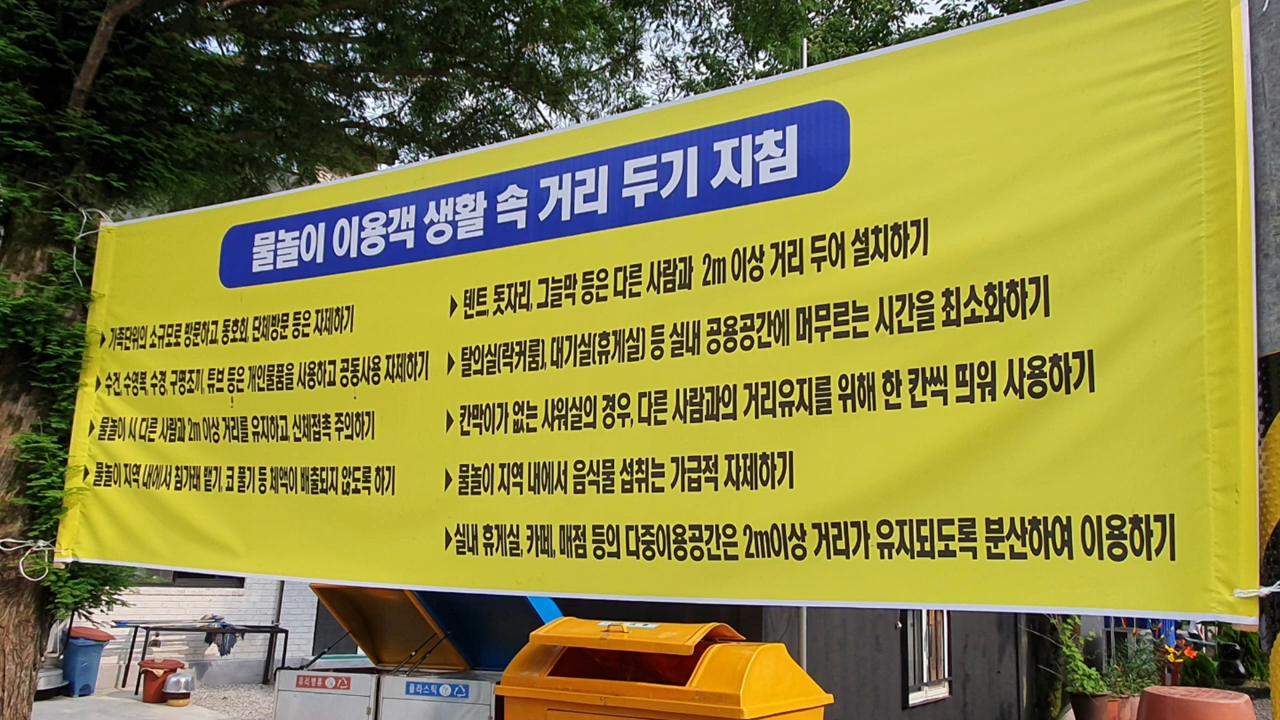 물놀이 이용객 생활 속 거리 두기 지침
▶ 가족단위의 소규모로 방문하고, 동호회, 단체방문 등은 자제하기
▶ 수건, 수영복, 수경, 구명조끼, 튜브 등은 개인물품을 사용하고 공동사용 자제하기
▶ 물놀이 시 다른 사람과 2m 이상 거리를 유지하고, 신체접촉 주의하기
▶ 물놀이 지역 내에서 침가래 뱉기, 코 풀기 등 체액이 배출되지 않도록 하기
▶ 텐트, 돗자리, 그늘막 등은 다른 사람과 2m 이상 거리 두어 설치하기
▶ 탈의실(락커룸), 대기실(휴게실) 등 실내 공용공간에 머무르는 시간을 최소화하기
▶ 칸막이가 없는 샤워실의 경우, 다른 사람과의 거리유지를 위해 한 칸씩 띄워 사용하기
▶ 물놀이 지역 내에서 음식물 섭취는 가급적 자제하기
▶ 실내 휴게실, 카페, 매점 등의 다중이용공간은 2m이상 거리가 유지되도록 분산하여 이용하기
유리병류
플라스틱